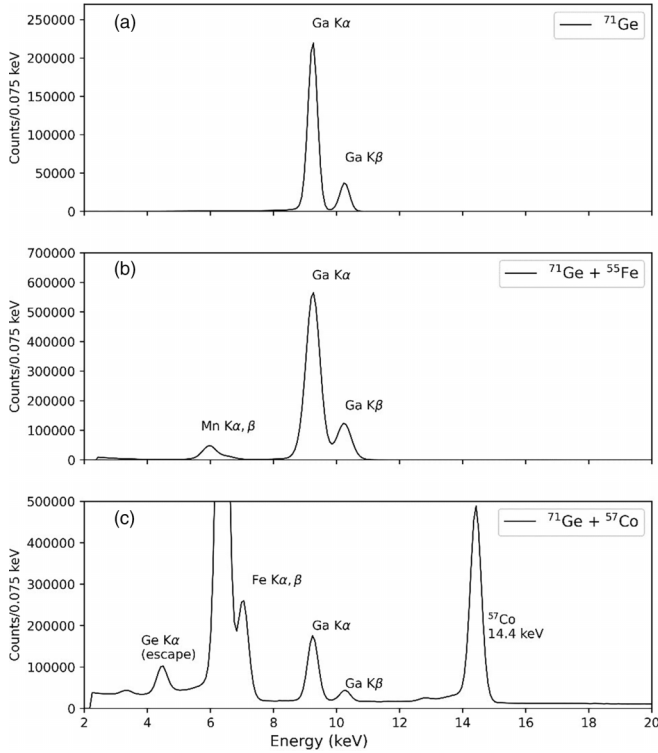 (a)
Ga Kα
Ga Kβ
⁷¹Ge
Counts/0.075 keV
250000
200000
150000
100000
50000
0
(b)
Ga Kα
Ga Kβ
Mn Kα, β
⁷¹Ge + ⁵⁵Fe
Counts/0.075 keV
700000
600000
500000
400000
300000
200000
100000
0
(c)
⁷¹Ge + ⁵⁷Co
Fe Kα, β
Ga Kα
Ga Kβ
Ge Kα
(escape)
⁵⁷Co
14.4 keV
Counts/0.075 keV
500000
400000
300000
200000
100000
0
2 4 6 8 10 12 14 16 18 20
Energy (keV)